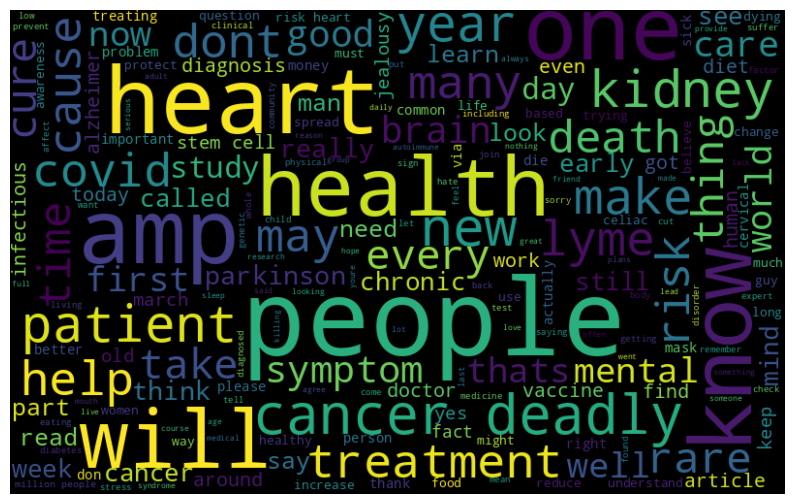 low
treating
question
risk heart
money
dont
good
year
one
see
dying
provide
suffer
prevent
clinical
now
learn
care
sick
cure
awareness
cause
problem
protect
diagnosis
jealousy
must
but
always
adult
heart
man
many
even
diet
factor
alzheimer
spread
common
life
day
kidney
serious
community
including
based
trying
important
stem cell
really
brain
look
death
believe
change
affect
reason
daily
covid
study
physical
group
autoimmune
nothing
sign
via
die
early
got
thing
world
today
called
health
join
make
infectious
want
time
amp
may
need
new
hate
feel
friend
made
cut
lack
sorry
celiac
human
cervical
genetic
whole
child
let
every
work
lyme
great
actually
full
first
parkinson
hope
research
youre
chronic
still
plans
much
living
march
said
sleep
looking
back
use
risk
know
guy
body
lead
disorder
expert
patient
people
test
love
saying
getting
mask
long
better
old
diagnosed
killing
lot
often
remember
help
take
symptom
thats
mental
mind
went
something
part
think
please
agree
come
last
doctor
medicine
vaccine
find
someone
check
eating
mouth
live
women
tell
will
cancer
deadly
yes
fact
keep
read
course
way
age
medical
healthy
person
might
right
found
week
diabetes
don
say
treatment
well
rare
million people
stress
syndrome
cancer
around
increase
thank
food
mean
reduce
understand
article